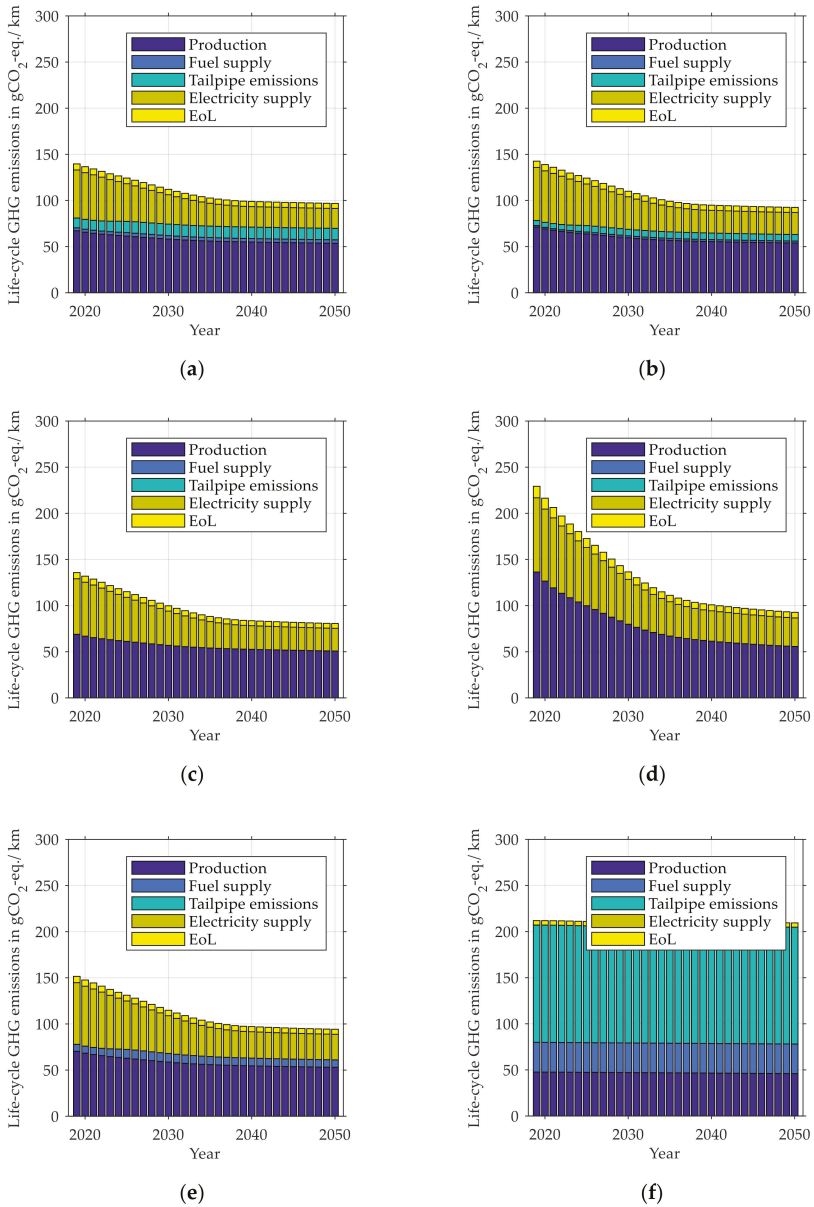 300
250
200
150
100
50
0
Life-cycle GHG emissions in gCO2-eq./ km
Production
Fuel supply
Tailpipe emissions
Electricity supply
EoL
2020 2030 2040 2050
Year
(a)
300
250
200
150
100
50
0
Life-cycle GHG emissions in gCO2-eq./ km
Production
Fuel supply
Tailpipe emissions
Electricity supply
EoL
2020 2030 2040 2050
Year
(b)
300
250
200
150
100
50
0
Life-cycle GHG emissions in gCO2-eq./ km
Production
Fuel supply
Tailpipe emissions
Electricity supply
EoL
2020 2030 2040 2050
Year
(c)
300
250
200
150
100
50
0
Life-cycle GHG emissions in gCO2-eq./ km
Production
Fuel supply
Tailpipe emissions
Electricity supply
EoL
2020 2030 2040 2050
Year
(d)
300
250
200
150
100
50
0
Life-cycle GHG emissions in gCO2-eq./ km
Production
Fuel supply
Tailpipe emissions
Electricity supply
EoL
2020 2030 2040 2050
Year
(e)
300
250
200
150
100
50
0
Life-cycle GHG emissions in gCO2-eq./ km
Production
Fuel supply
Tailpipe emissions
Electricity supply
EoL
2020 2030 2040 2050
Year
(f)